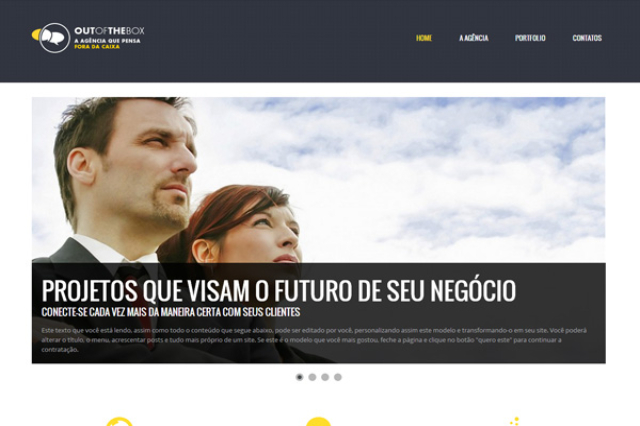 OUTOFTHEBOX
A AGÊNCIA QUE PENSA
FORA DA CAIXA
HOME A AGÊNCIA PORTFOLIO CONTATOS
PROJETOS QUE VISAM O FUTURO DE SEU NEGÓCIO
CONECTE-SE CADA VEZ MAIS DA MANEIRA CERTA COM SEUS CLIENTES
Este texto que você está lendo, assim como todo o conteúdo que segue abaixo, pode ser editado por você, personalizando assim este modelo e transformando-o em seu site. Você poderá
alterar o título, o menu, acrescentar posts e tudo mais próprio de um site. Se este é o modelo que você mais gostou, feche a página e clique no botão "quero este" para continuar a
contratação.